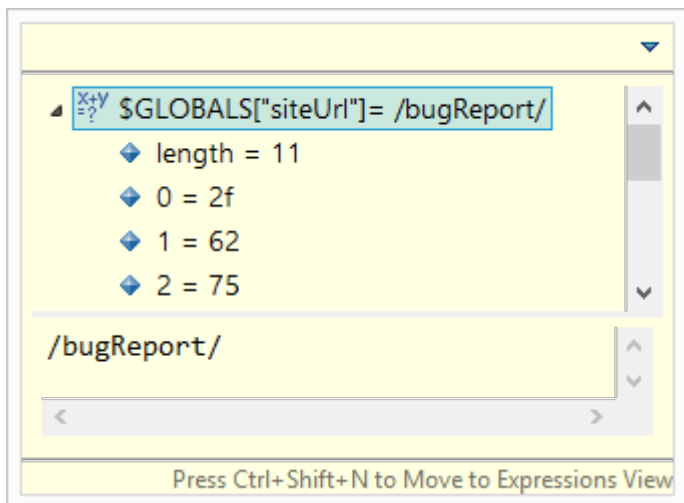 x+y
=?
$GLOBALS["siteUrl"]= /bugReport/
length = 11
0 = 2f
1 = 62
2 = 75
/bugReport/
Press Ctrl+Shift+N to Move to Expressions View